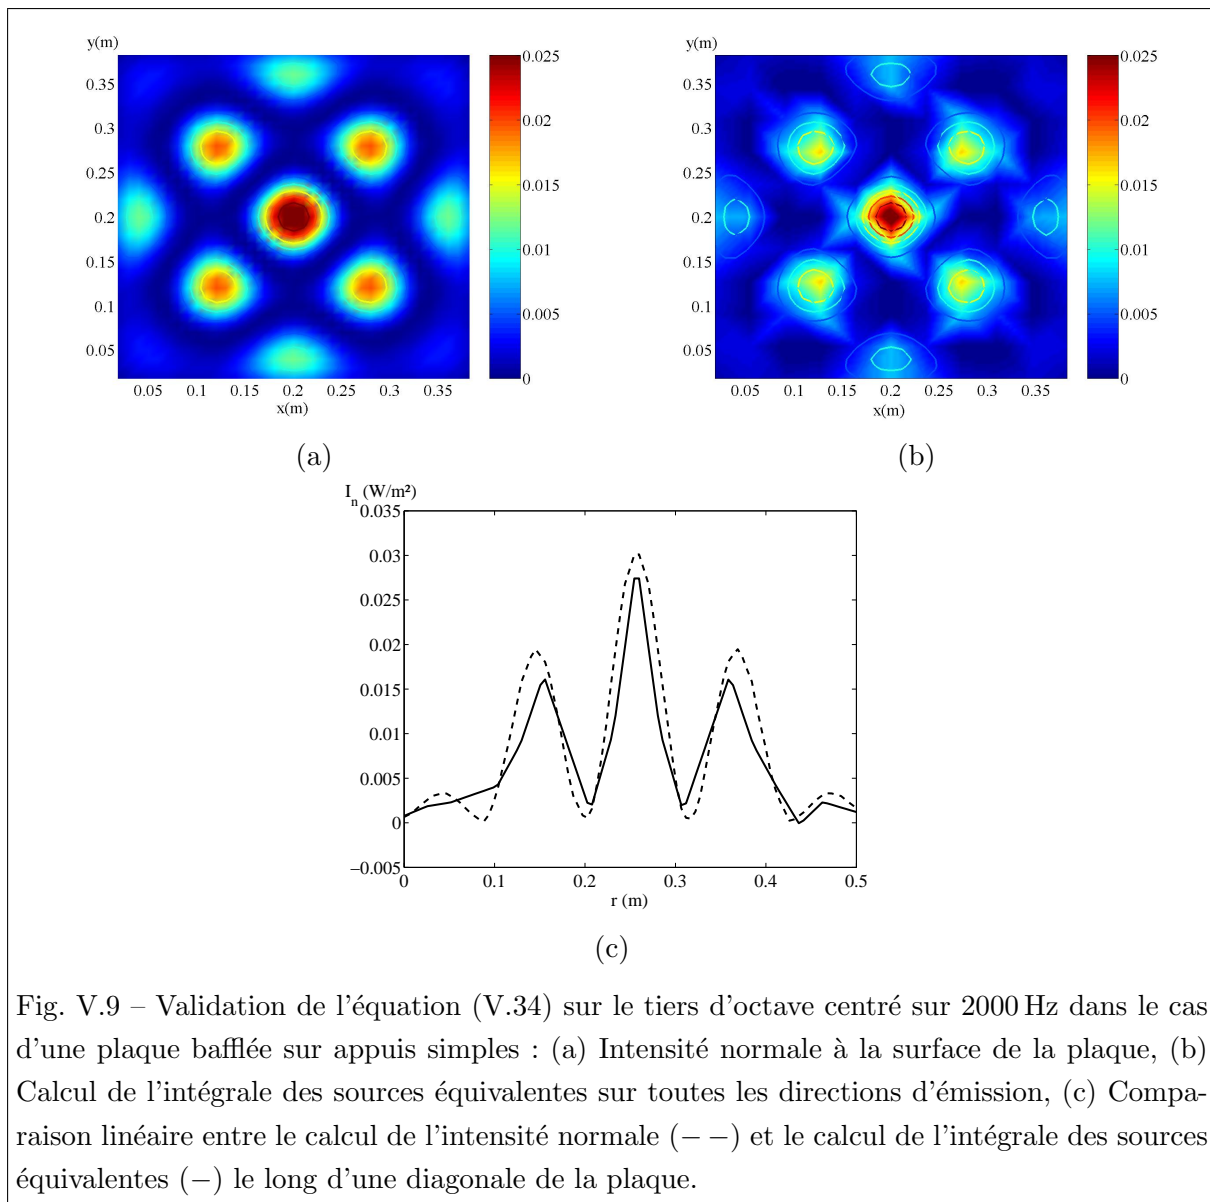 y(m)
0.35
0.3
0.25
0.2
0.15
0.1
0.05
0.05 0.1 0.15 0.2 0.25 0.3 0.35
x(m)
0.025
0.02
0.015
0.01
0.005
0
(a)
y(m)
0.35
0.3
0.25
0.2
0.15
0.1
0.05
0.05 0.1 0.15 0.2 0.25 0.3 0.35
x(m)
0.025
0.02
0.015
0.01
0.005
0
(b)
I_n (W/m²)
0.035
0.03
0.025
0.02
0.015
0.01
0.005
0
−0.005
0 0.1 0.2 0.3 0.4 0.5
r (m)
(c)
Fig. V.9 – Validation de l'équation (V.34) sur le tiers d'octave centré sur 2000 Hz dans le cas
d'une plaque bafflée sur appuis simples : (a) Intensité normale à la surface de la plaque, (b)
Calcul de l'intégrale des sources équivalentes sur toutes les directions d'émission, (c) Compa-
raison linéaire entre le calcul de l'intensité normale (− −) et le calcul de l'intégrale des sources
équivalentes (−) le long d'une diagonale de la plaque.